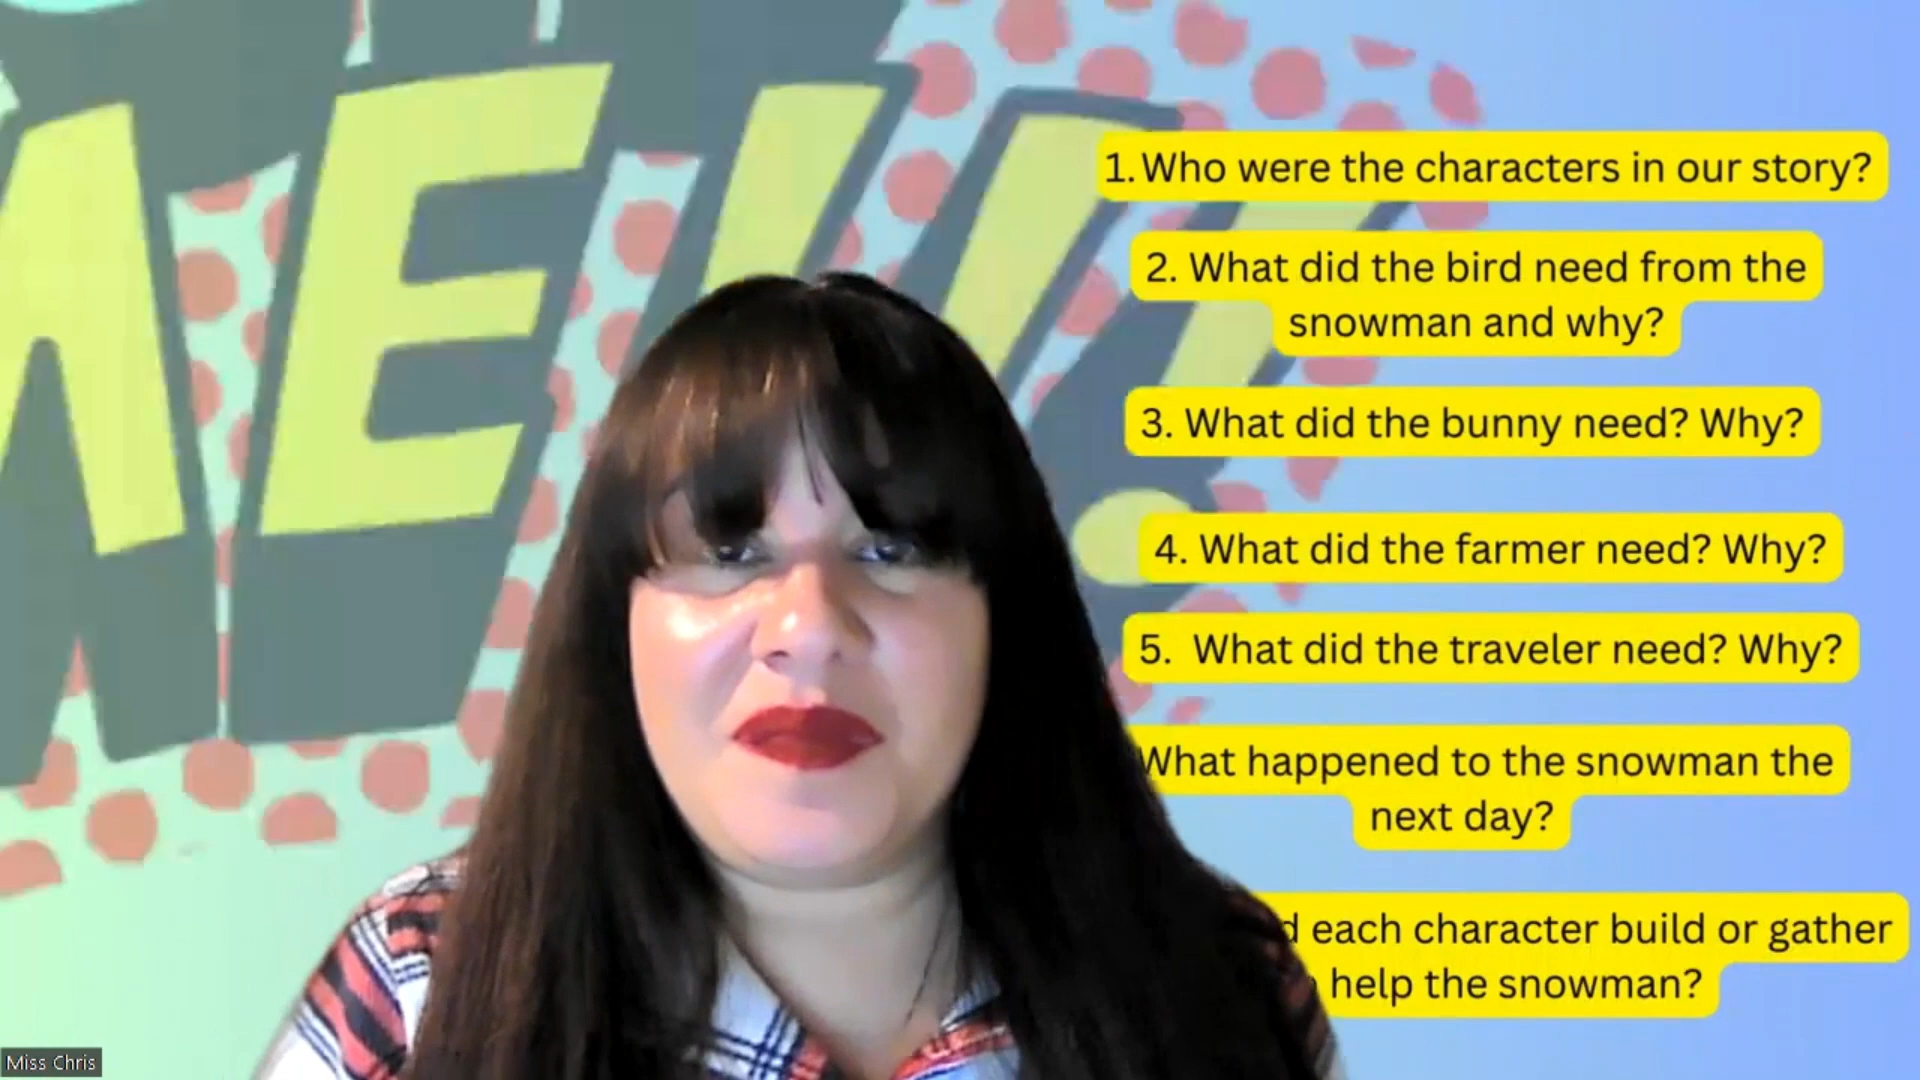 ME!!
1. Who were the characters in our story?
2. What did the bird need from the
snowman and why?
3. What did the bunny need? Why?
4. What did the farmer need? Why?
5. What did the traveler need? Why?
What happened to the snowman the
next day?
each character build or gather
help the snowman?
Miss Chris